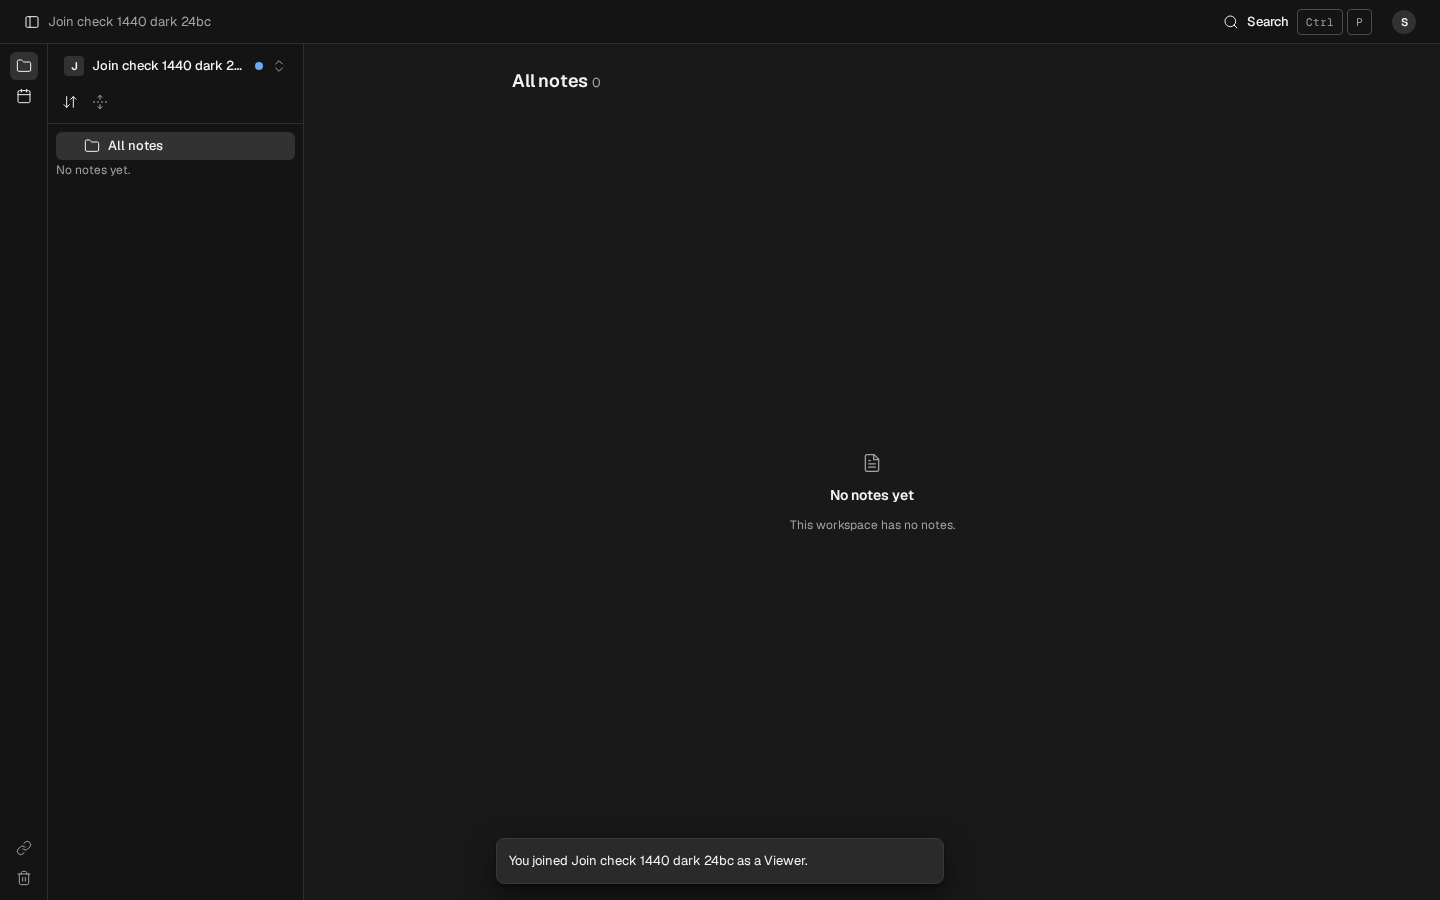 Join check 1440 dark 24bc
Search Ctrl P S
J Join check 1440 dark 2...
All notes 0
All notes
No notes yet.
No notes yet
This workspace has no notes.
You joined Join check 1440 dark 24bc as a Viewer.